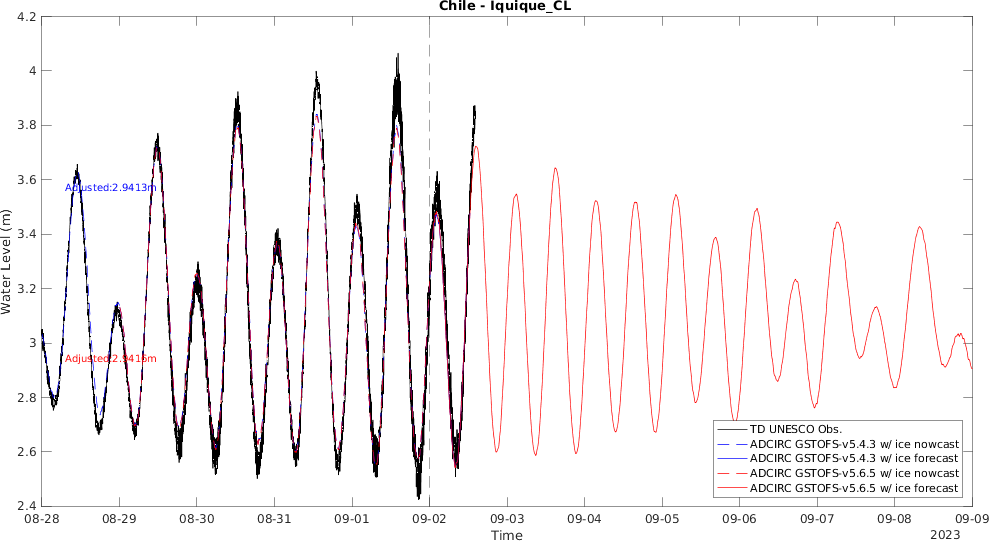 Chile - Iquique_CL
4.2
4
3.8
3.6
3.4
3.2
3
2.8
2.6
2.4
Water Level (m)
Adjusted:2.9413m
Adjusted:2.9416m
TD UNESCO Obs.
ADCIRC GSTOFS-v5.4.3 w/ ice nowcast
ADCIRC GSTOFS-v5.4.3 w/ ice forecast
ADCIRC GSTOFS-v5.6.5 w/ ice nowcast
ADCIRC GSTOFS-v5.6.5 w/ ice forecast
08-28 08-29 08-30 08-31 09-01 09-02 09-03 09-04 09-05 09-06 09-07 09-08 09-09
Time
2023